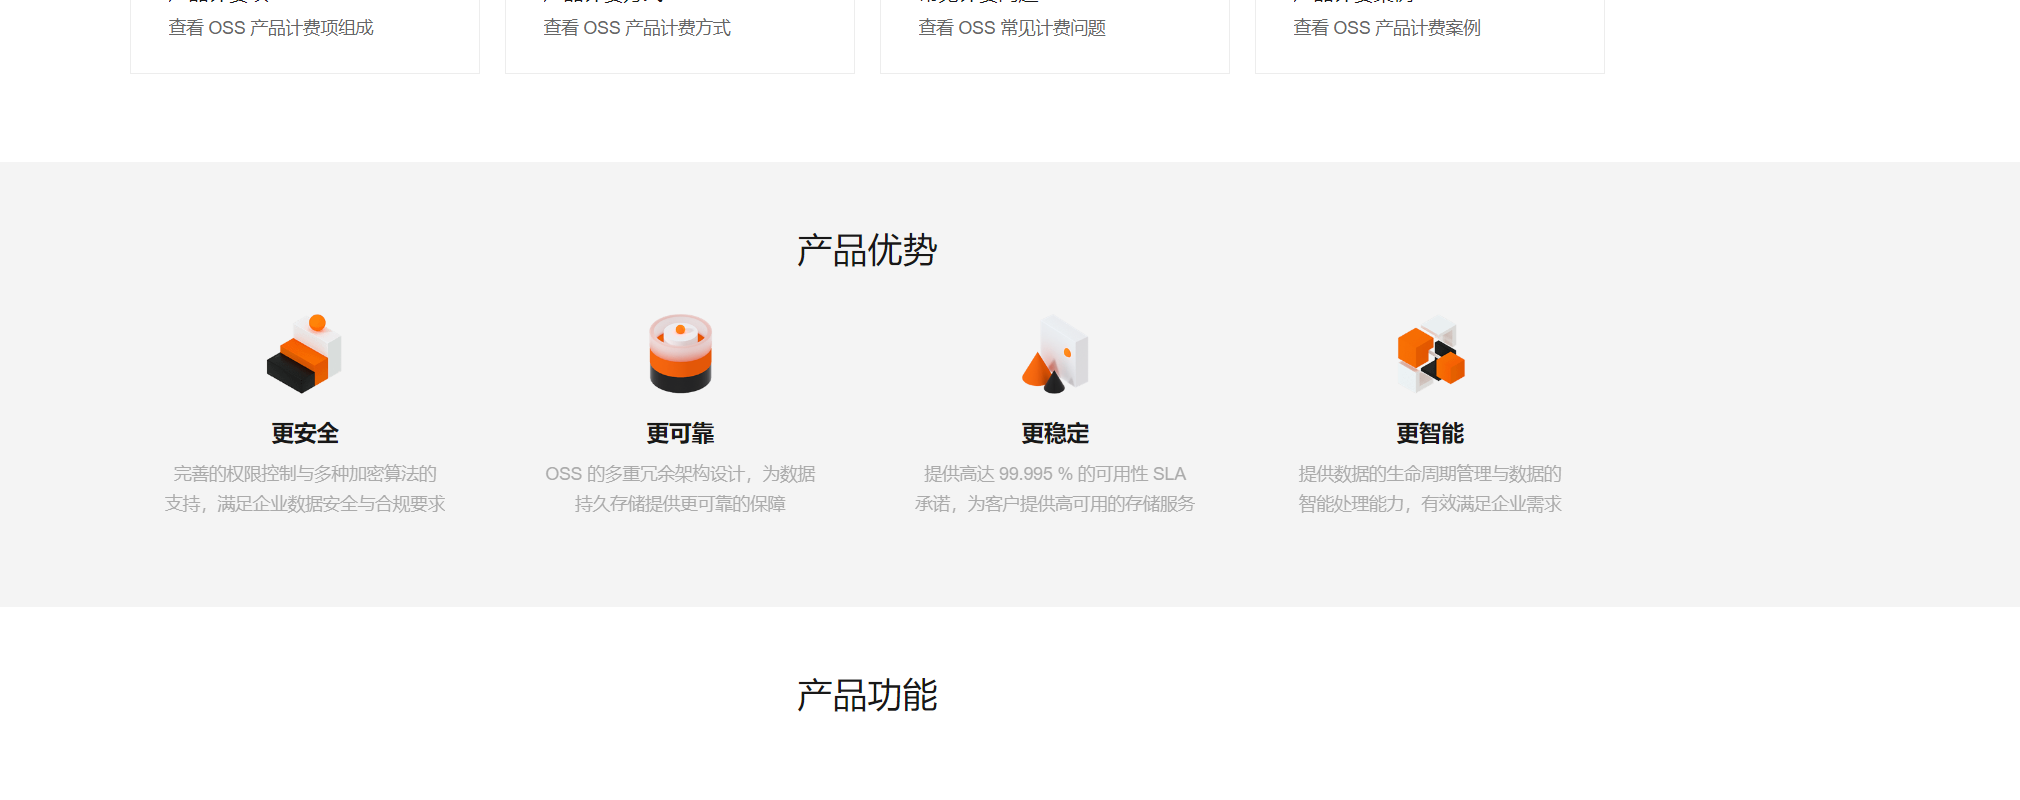 查看 OSS 产品计费项组成
查看 OSS 产品计费方式
查看 OSS 常见计费问题
查看 OSS 产品计费案例
产品优势
更安全
完善的权限控制与多种加密算法的
支持，满足企业数据安全与合规要求
更可靠
OSS 的多重冗余架构设计，为数据
持久存储提供更可靠的保障
更稳定
提供高达 99.995 % 的可用性 SLA
承诺，为客户提供高可用的存储服务
更智能
提供数据的生命周期管理与数据的
智能处理能力，有效满足企业需求
产品功能